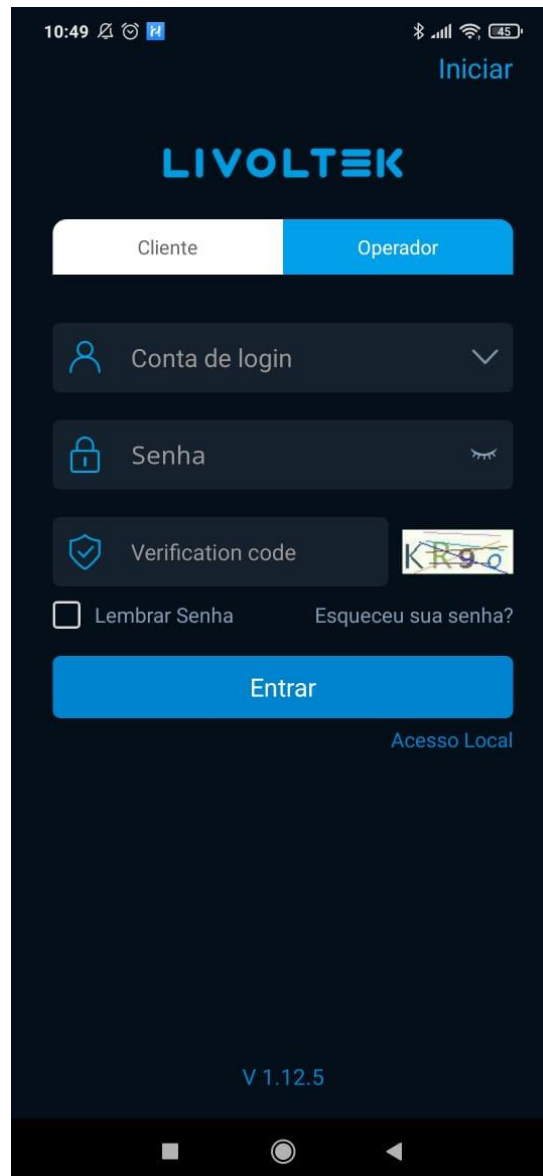 10:49 45
Iniciar
LIVOLTEK
Cliente Operador
Conta de login
Senha
Verification code KR9o
Lembrar Senha Esqueceu sua senha?
Entrar
Acesso Local
V 1.12.5